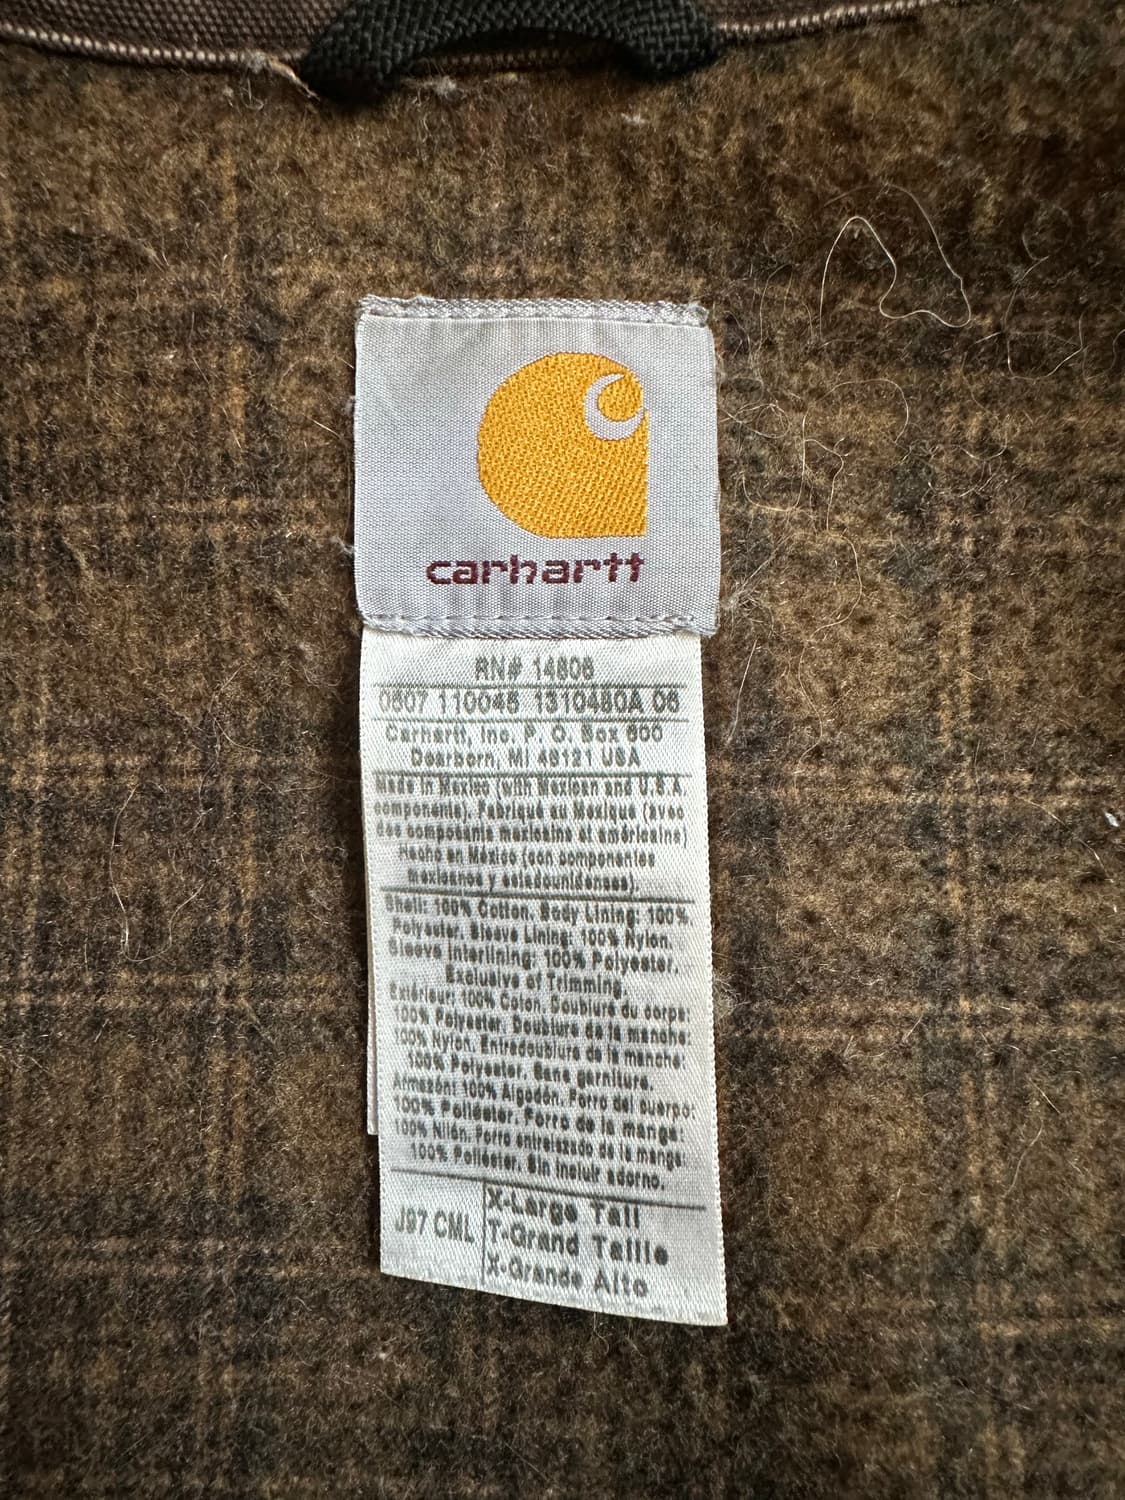 carhartt
RN# 14806
0607 110045 1310480A 06
Carhartt, Inc. P. O. Box 600
Dearborn, MI 48121 USA
Made in Mexico (with Mexican and U.S.A.
components). Fabriqué au Mexique (avec
des composants mexicains et américains)
Hecho en México (con componentes
mexicanos y estadounidenses).
Shell: 100% Cotton. Body Lining: 100%
Polyester. Sleeve Lining: 100% Nylon.
Sleeve Interlining: 100% Polyester.
Exclusive of Trimming.
Extérieur: 100% Coton. Doublure du corps:
100% Polyester. Doublure de la manche:
100% Nylon. Entredoublure de la manche:
100% Polyester. Sans garniture.
Armazón: 100% Algodón. Forro del cuerpo:
100% Poliéster. Forro de la manga:
100% Nilón. Forro entrelazado de la manga:
100% Poliéster. Sin incluir adorno.
J97 CML
X-Large Tall
T-Grand Taille
X-Grande Alto